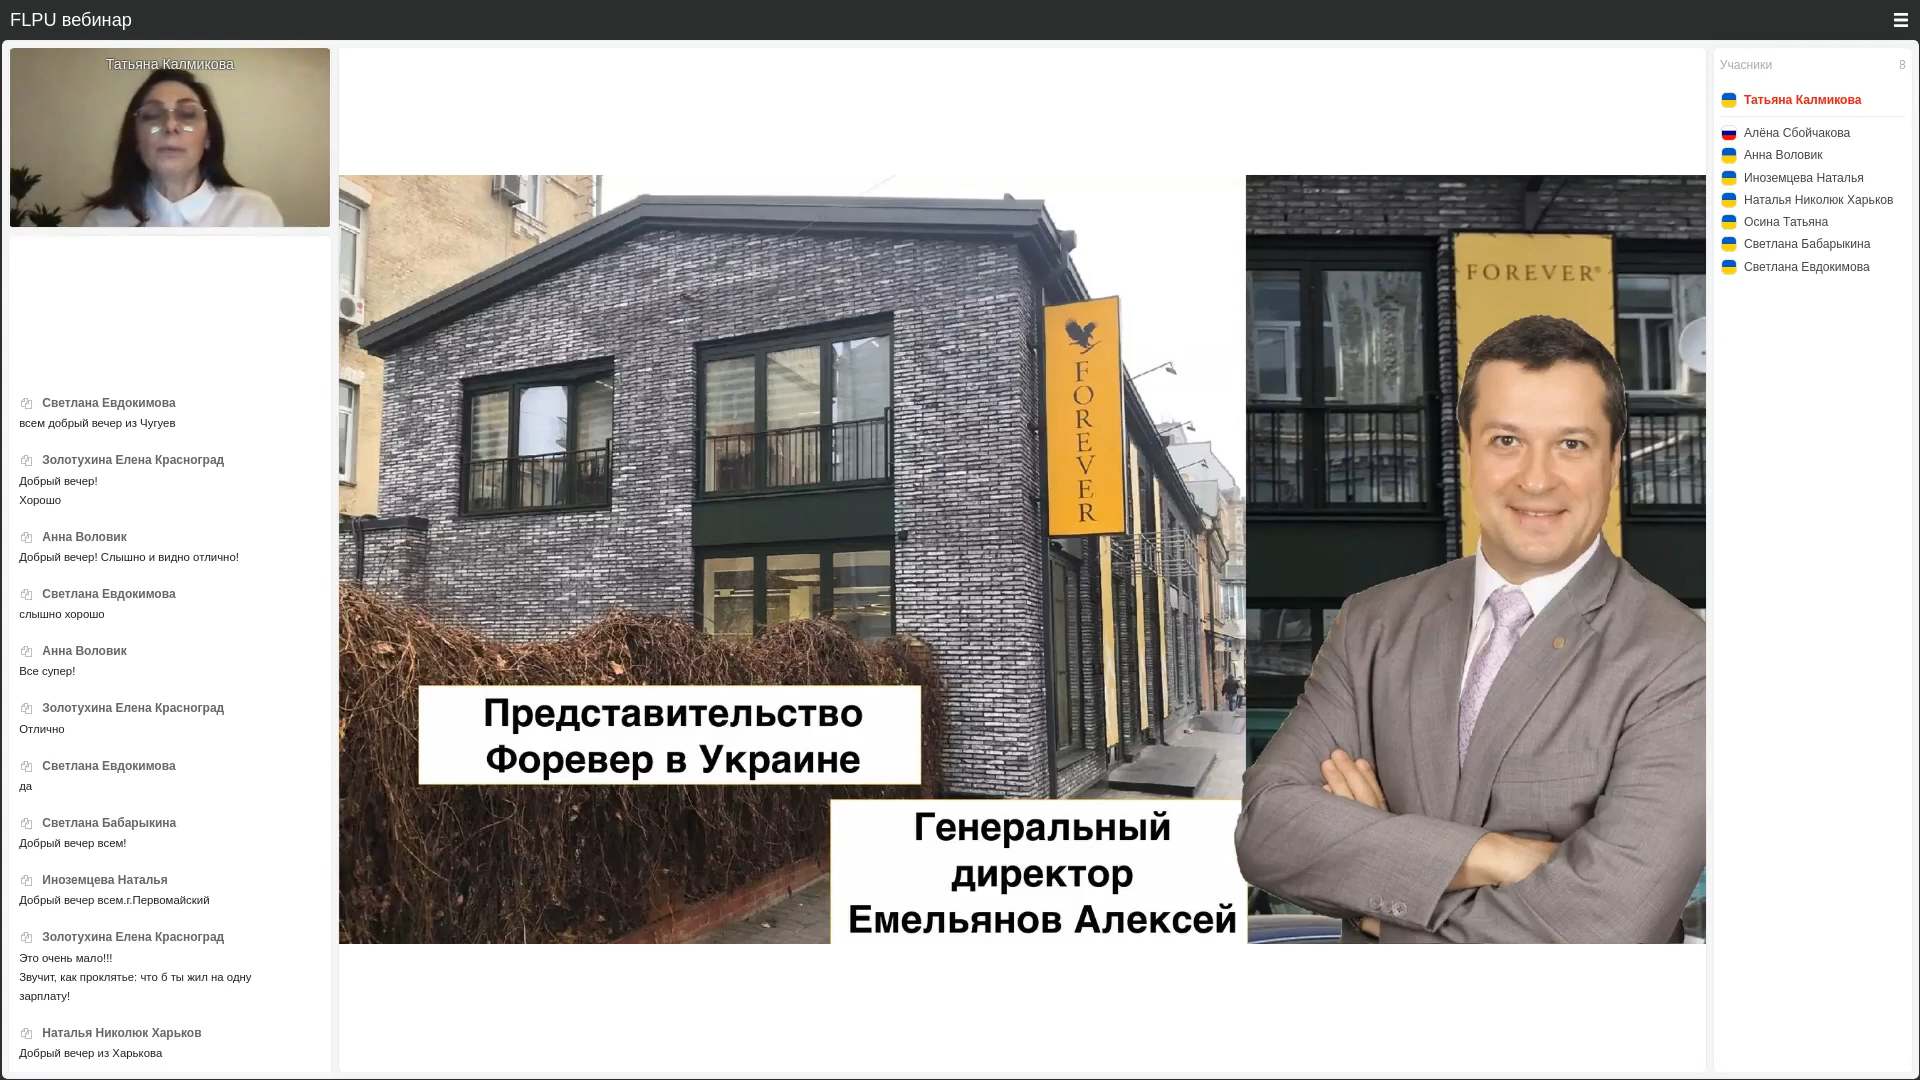 FLPU вебинар
Татьяна Калмикова
Светлана Евдокимова
всем добрый вечер из Чугуев
Золотухина Елена Красноград
Добрый вечер!
Хорошо
Анна Воловик
Добрый вечер! Слышно и видно отлично!
Светлана Евдокимова
слышно хорошо
Анна Воловик
Все супер!
Золотухина Елена Красноград
Отлично
Светлана Евдокимова
да
Светлана Бабарыкина
Добрый вечер всем!
Иноземцева Наталья
Добрый вечер всем.г.Первомайский
Золотухина Елена Красноград
Это очень мало!!!
Звучит, как проклятье: что б ты жил на одну
зарплату!
Наталья Николюк Харьков
Добрый вечер из Харькова
FOREVER
FOREVER®
Представительство
Форевер в Украине
Генеральный
директор
Емельянов Алексей
Учасники 8
Татьяна Калмикова
Алёна Сбойчакова
Анна Воловик
Иноземцева Наталья
Наталья Николюк Харьков
Осина Татьяна
Светлана Бабарыкина
Светлана Евдокимова